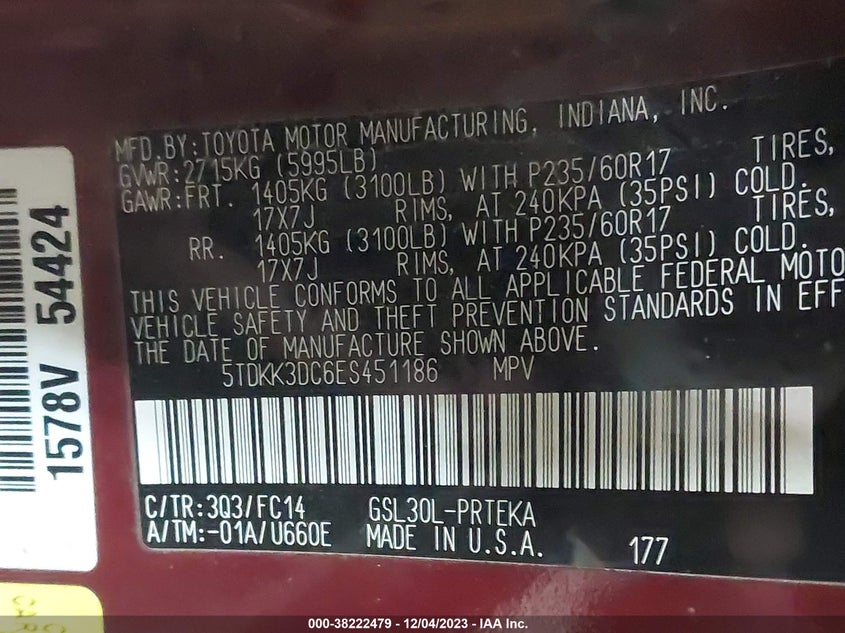 MFD.BY:TOYOTA MOTOR MANUFACTURING, INDIANA, INC.
GVWR:2715KG (5995LB)
GAWR:FRT. 1405KG (3100LB) WITH P235/60R17 TIRES,
17X7J RIMS, AT 240KPA (35PSI) COLD.
RR. 1405KG (3100LB) WITH P235/60R17 TIRES,
17X7J RIMS, AT 240KPA (35PSI) COLD.
THIS VEHICLE CONFORMS TO ALL APPLICABLE FEDERAL MOTO
VEHICLE SAFETY AND THEFT PREVENTION STANDARDS IN EFF
THE DATE OF MANUFACTURE SHOWN ABOVE.
5TDKK3DC6ES451186 MPV
C/TR:3Q3/FC14 GSL30L-PRTEKA
A/TM:-01A/U660E MADE IN U.S.A. 177
1578V 54424
CAR
000-38222479 - 12/04/2023 - IAA Inc.